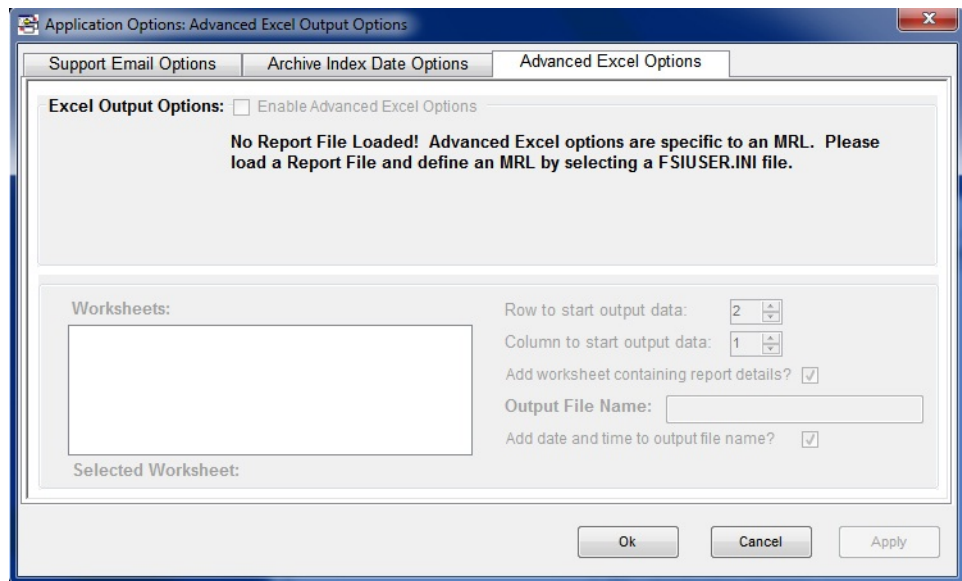 Application Options: Advanced Excel Output Options
Support Email Options
Archive Index Date Options
Advanced Excel Options
Excel Output Options:
Enable Advanced Excel Options
No Report File Loaded!  Advanced Excel options are specific to an MRL.  Please
load a Report File and define an MRL by selecting a FSIUSER.INI file.
Worksheets:
Selected Worksheet:
Row to start output data:
2
Column to start output data:
1
Add worksheet containing report details?
Output File Name:
Add date and time to output file name?
Ok
Cancel
Apply